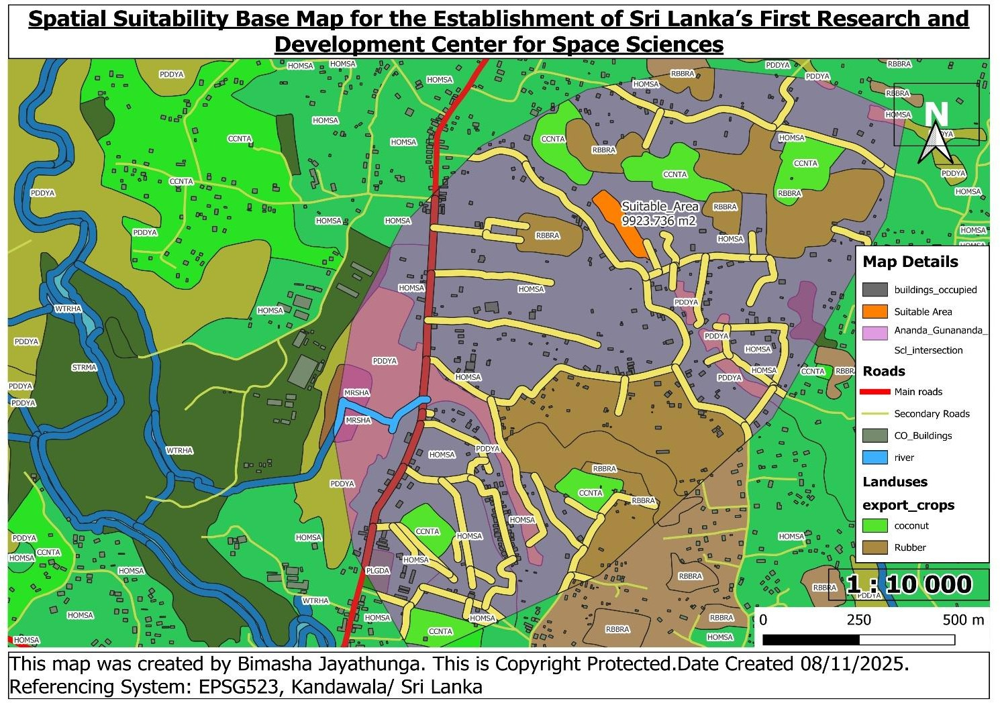 Spatial Suitability Base Map for the Establishment of Sri Lanka's First Research and
Development Center for Space Sciences
HOMSA
HOMSA
PDDYA
PDDYA
RBBRA
PDDYA
RBBRA
HOMSA
HOMSA
RBBRA
N
HOMSA
HOMSA
CCNTA
CCNTA
HOMSA
HOMSA
RBBRA
CCNTA
PDDYA
CCNTA
CCNTA
PDDYA
RBBRA
HOMSA
Suitable_Area
9923.736 m2
RBBRA
HOMSA
HOMSA
PDDYA
RBBRA
HOMSA
HOMSA
HOMSA
HOMSA
HOMSA
PDDYA
WTRHA
HOMSA
PDDYA
PDDYA
HOMSA
STRMA
PDDYA
HOMSA
HOMSA
CCNTA
PDDYA
PDDYA
MRSHA
PDDYA
MRSHA
WTRHA
HOMSA
PDDYA
RBBRA
PDDYA
CCNTA
RBBRA
HOMSA
PDDYA
CCNTA
HOMSA
HOMSA
HOMSA
HOMSA
CCNTA
HOMSA
HOMSA
PLGDA
RBBRA
RBBRA
WTRHA
PDDYA
HOMSA
HOMSA
HOMSA
RBBRA
CCNTA
RBBRA
HOMSA
HOMSA
Map Details
buildings_occupied
Suitable Area
Ananda_Gunananda_
Scl_intersection
Roads
Main roads
Secondary Roads
CO_Buildings
river
Landuses
export_crops
coconut
Rubber
1 : 10 000
0 250 500 m
This map was created by Bimasha Jayathunga. This is Copyright Protected.Date Created 08/11/2025.
Referencing System: EPSG523, Kandawala/ Sri Lanka